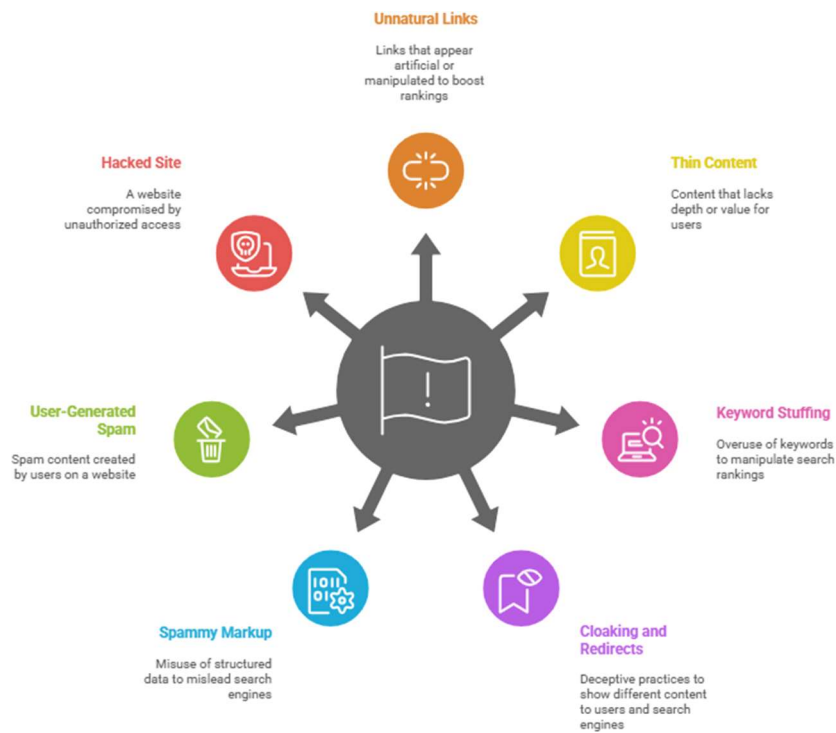 Unnatural Links
Links that appear
artificial or
manipulated to boost
rankings
Hacked Site
A website
compromised by
unauthorized access
Thin Content
Content that lacks
depth or value for
users
!
User-Generated
Spam
Spam content created
by users on a website
Keyword Stuffing
Overuse of keywords
to manipulate search
rankings
1011
01
Spammy Markup
Misuse of structured
data to mislead search
engines
Cloaking and
Redirects
Deceptive practices to
show different content
to users and search
engines